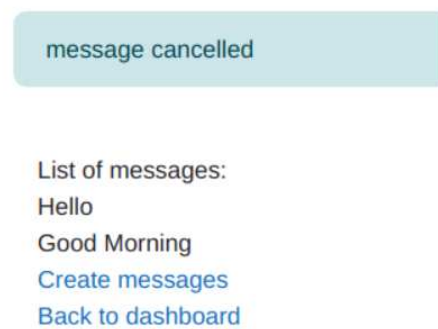 message cancelled
List of messages:
Hello
Good Morning
Create messages
Back to dashboard